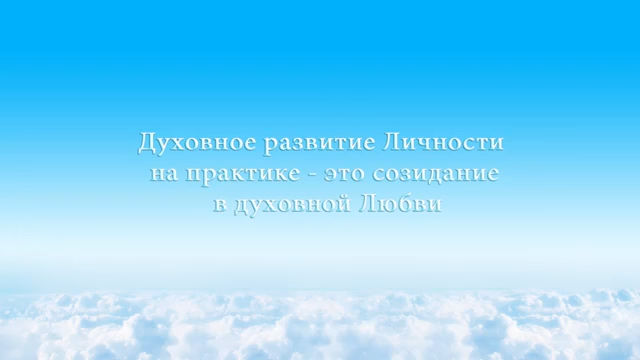 Духовное развитие Личности
на практике - это созидание
в духовной Любви